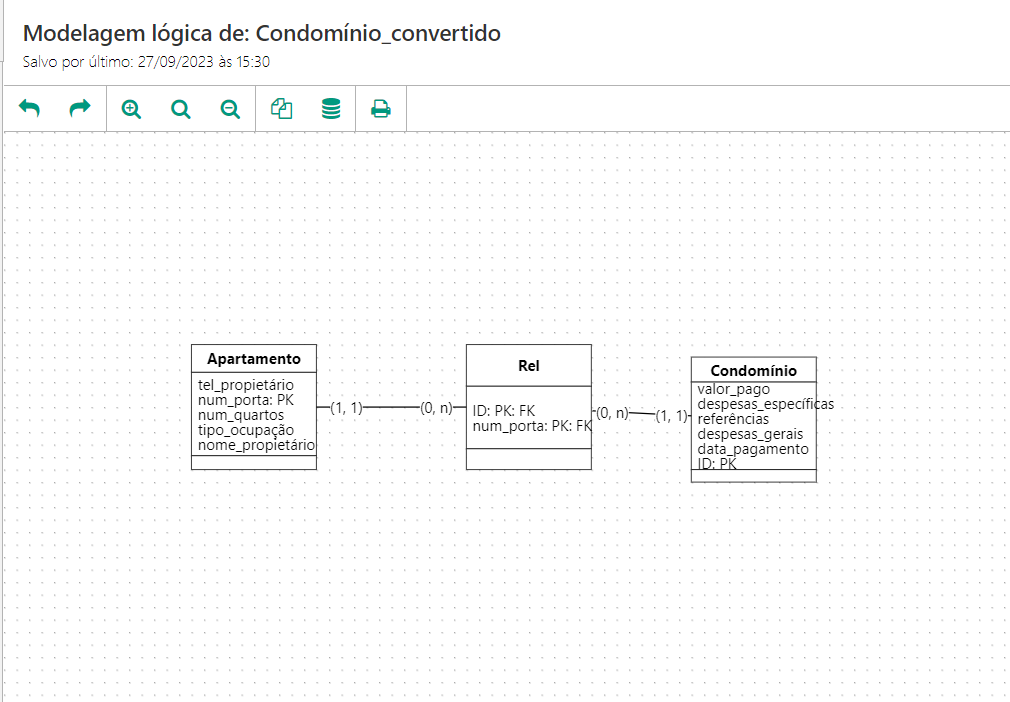 Modelagem lógica de: Condomínio_convertido
Salvo por último: 27/09/2023 às 15:30
Apartamento
tel_propietário
num_porta: PK
num_quartos
tipo_ocupação
nome_propietário
(1, 1)
(0, n)
Rel
ID: PK: FK
num_porta: PK: FK
(0, n)
(1, 1)
Condomínio
valor_pago
despesas_específicas
referências
despesas_gerais
data_pagamento
ID: PK